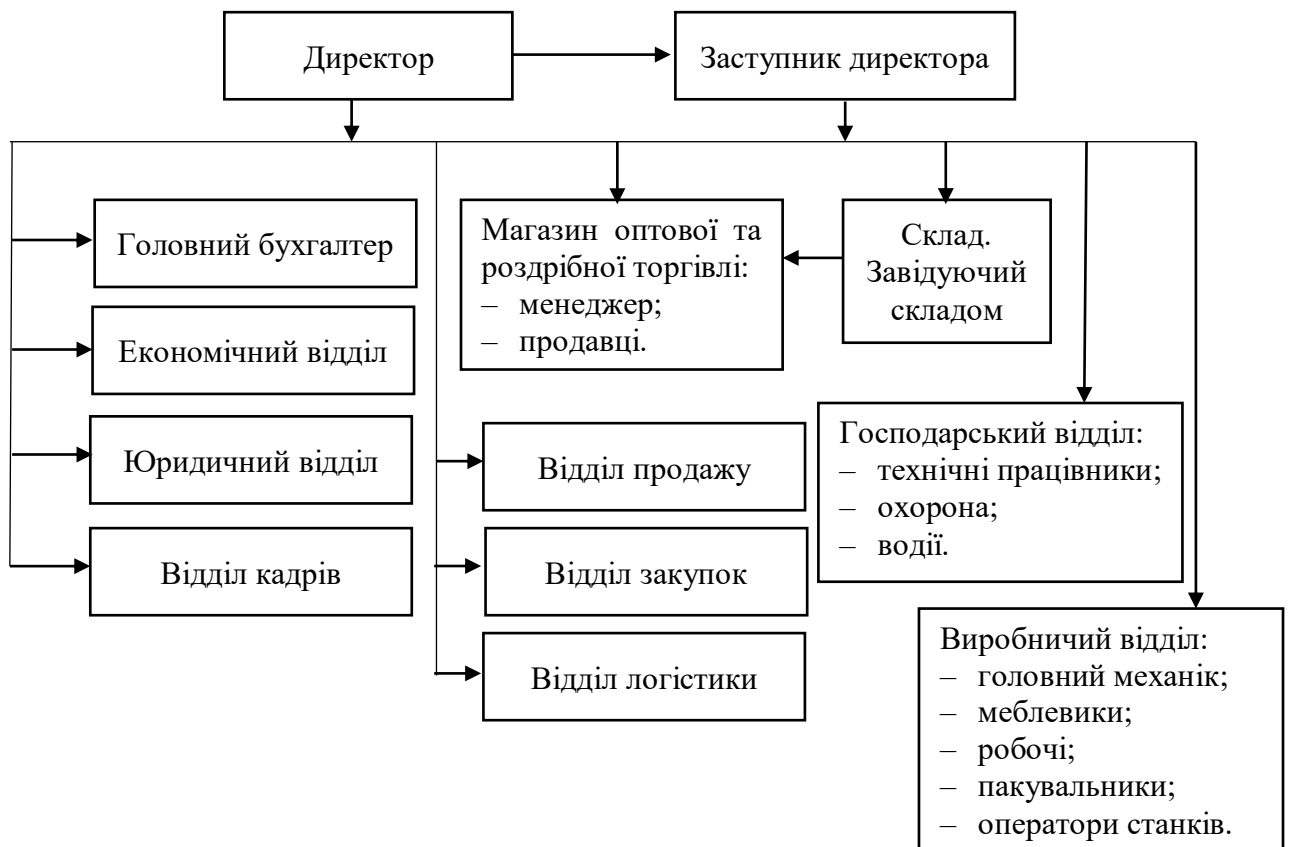 Директор
Заступник директора
Головний бухгалтер
Економічний відділ
Юридичний відділ
Відділ кадрів
Магазин оптової та
роздрібної торгівлі:
– менеджер;
– продавці.
Склад.
Завідуючий
складом
Відділ продажу
Відділ закупок
Відділ логістики
Господарський відділ:
– технічні працівники;
– охорона;
– водії.
Виробничий відділ:
– головний механік;
– меблевики;
– робочі;
– пакувальники;
– оператори станків.